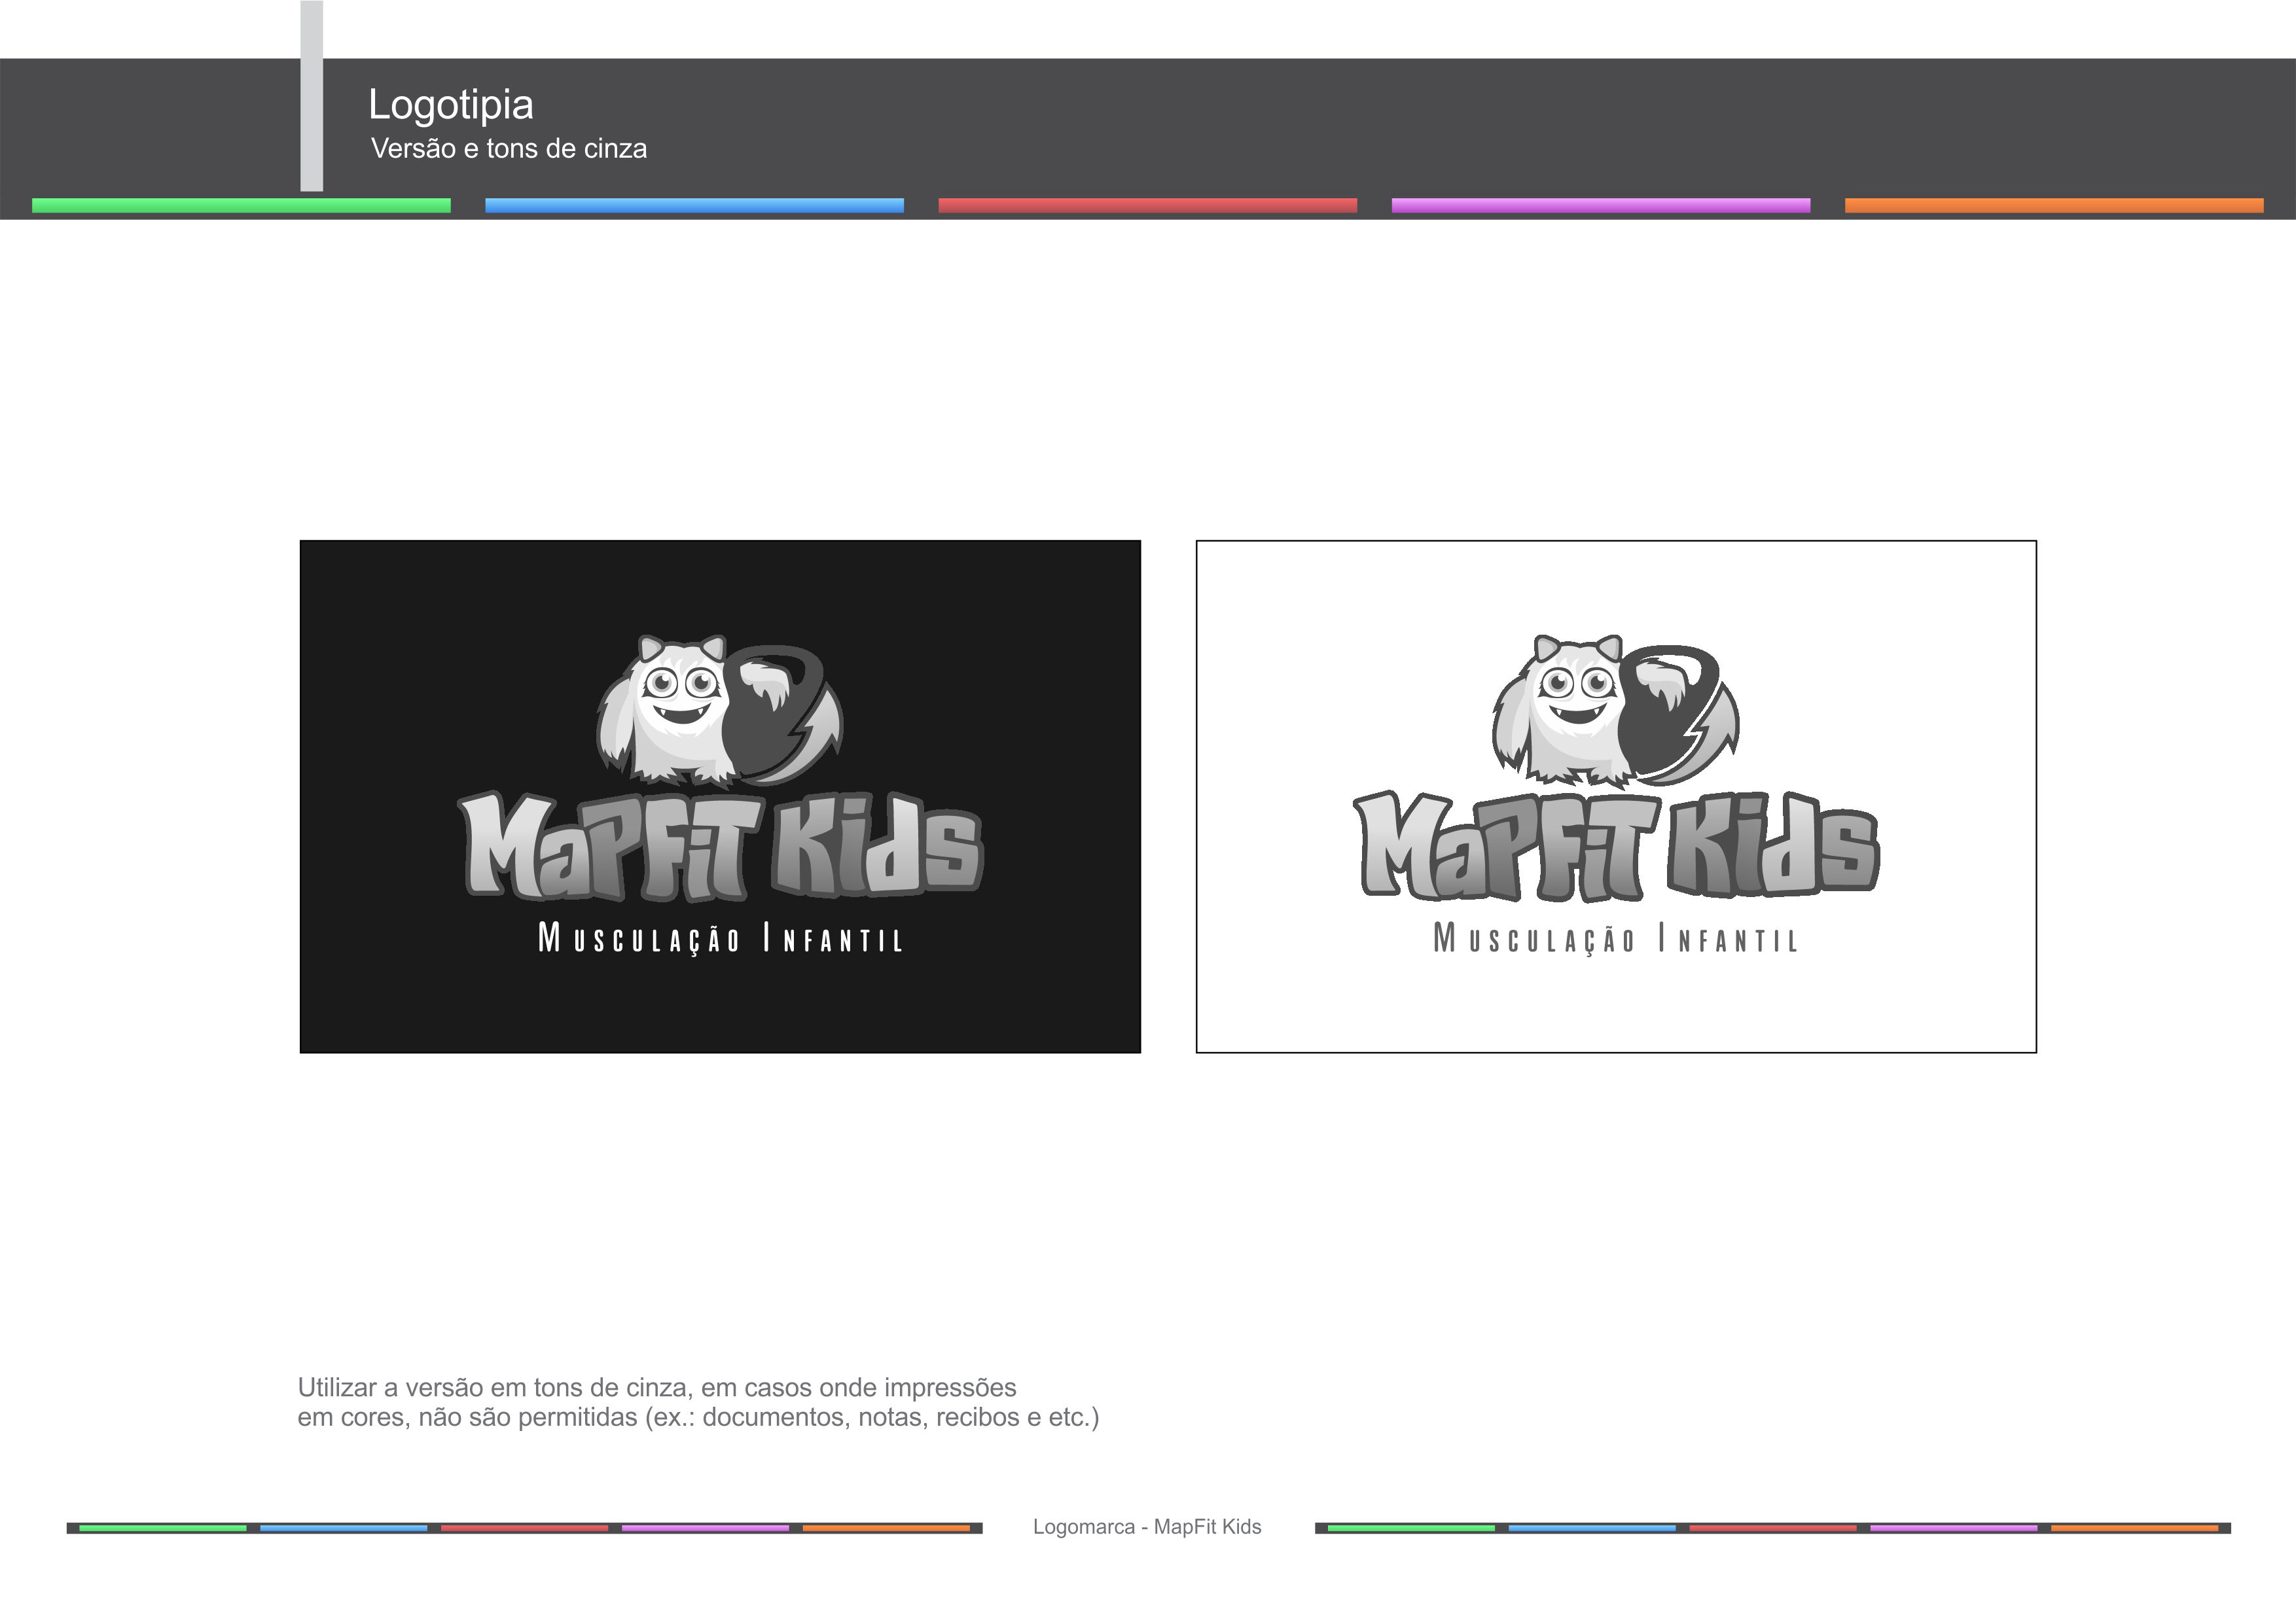 Logotipia
Versão e tons de cinza
MaPFiT Kids
Musculação Infantil
MaPFiT Kids
Musculação Infantil
Utilizar a versão em tons de cinza, em casos onde impressões
em cores, não são permitidas (ex.: documentos, notas, recibos e etc.)
Logomarca - MapFit Kids